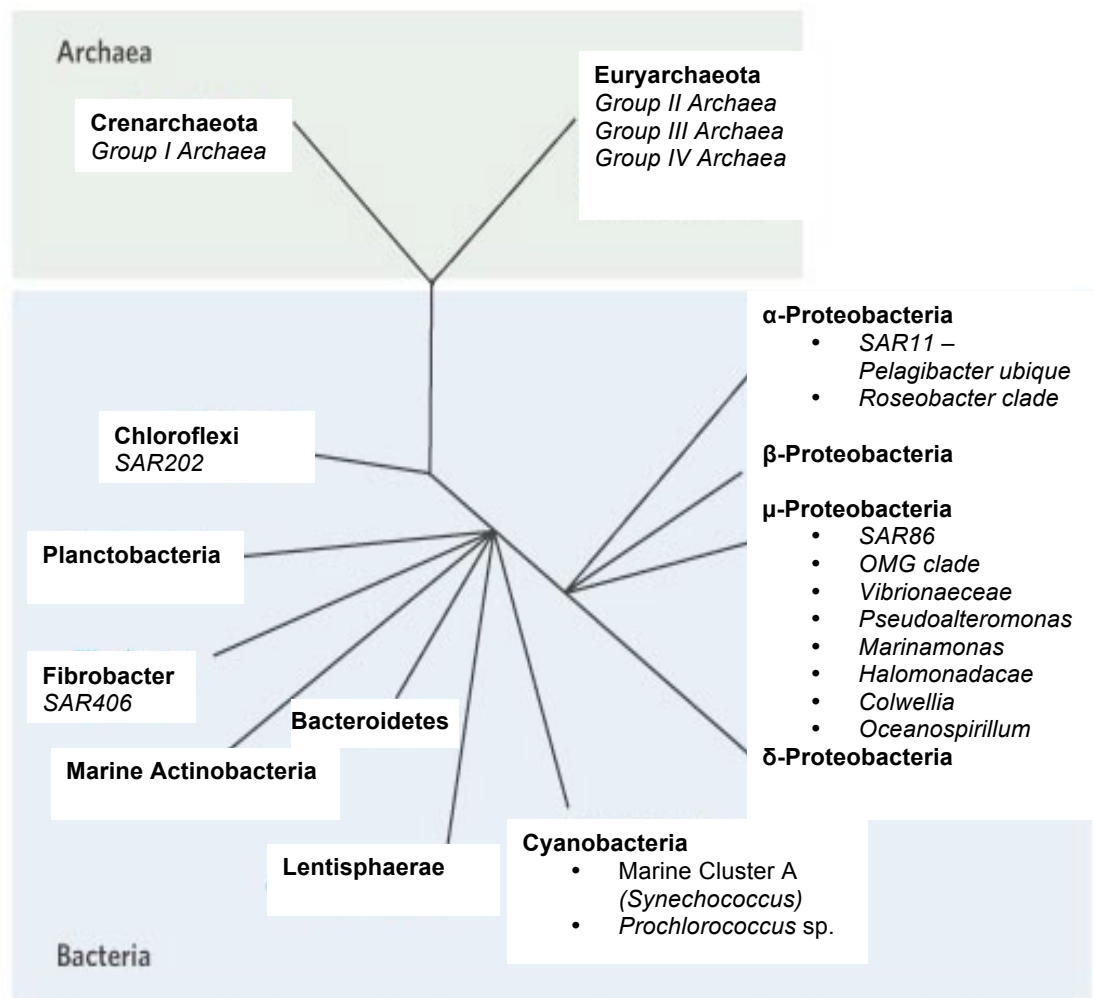 Archaea
Euryarchaeota
Group II Archaea
Group III Archaea
Group IV Archaea
Crenarchaeota
Group I Archaea
α-Proteobacteria
• SAR11 –
Pelagibacter ubique
• Roseobacter clade
Chloroflexi
SAR202
β-Proteobacteria
μ-Proteobacteria
• SAR86
• OMG clade
• Vibrionaeceae
• Pseudoalteromonas
• Marinamonas
• Halomonadacae
• Colwellia
• Oceanospirillum
δ-Proteobacteria
Planctobacteria
Fibrobacter
SAR406
Bacteroidetes
Marine Actinobacteria
Lentisphaerae
Cyanobacteria
• Marine Cluster A
(Synechococcus)
• Prochlorococcus sp.
Bacteria